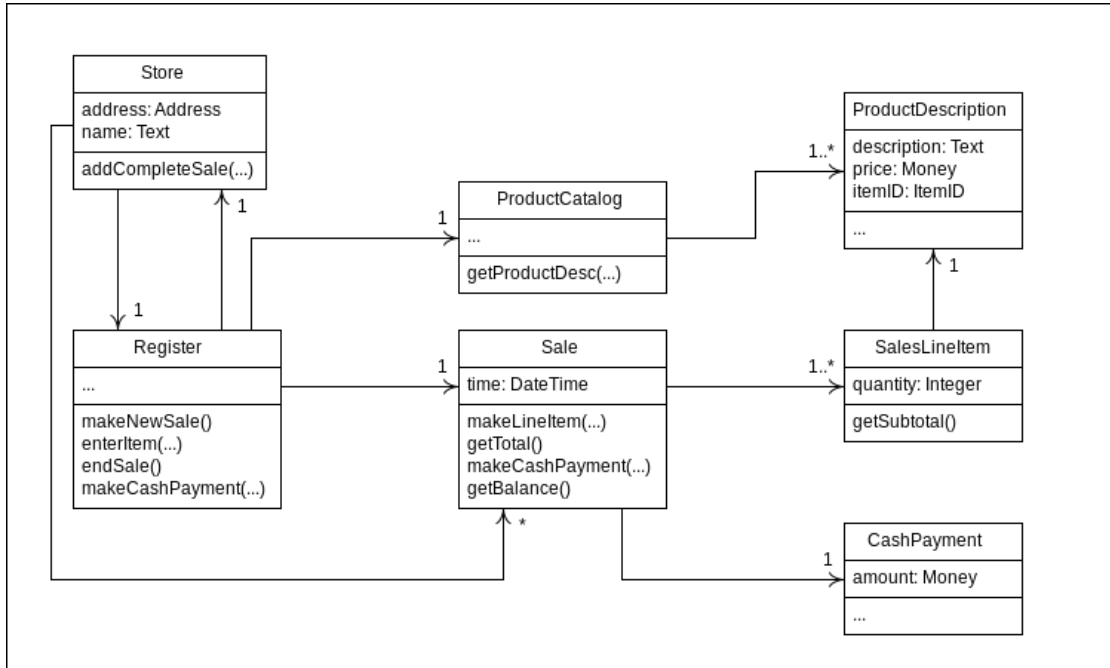 Store
address: Address
name: Text
addCompleteSale(...)
1
1
ProductCatalog
...
getProductDesc(...)
1
ProductDescription
description: Text
price: Money
itemID: ItemID
...
1..*
1
Register
...
makeNewSale()
enterItem(...)
endSale()
makeCashPayment(...)
1
Sale
time: DateTime
makeLineItem(...)
getTotal()
makeCashPayment(...)
getBalance()
*
1..*
SalesLineItem
quantity: Integer
getSubtotal()
1
CashPayment
amount: Money
...